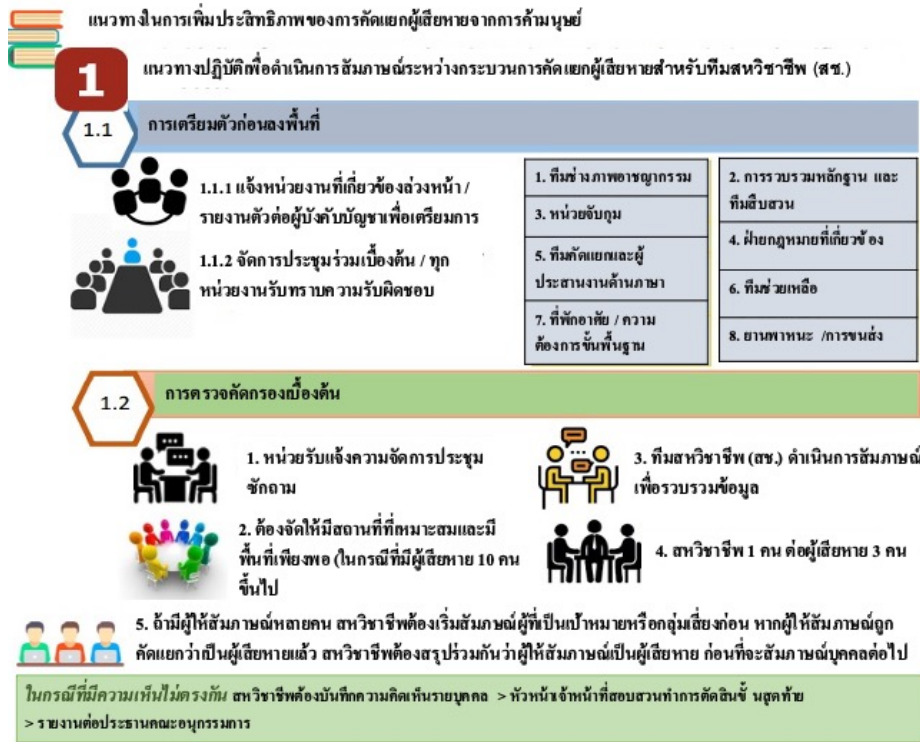 แนวทางในการเพิ่มประสิทธิภาพของการคัดแยกผู้เสียหายจากการค้ามนุษย์
1
แนวทางปฏิบัติเพื่อดำเนินการสัมภาษณ์ระหว่างกระบวนการคัดแยกผู้เสียหายสำหรับทีมสหวิชาชีพ (สช.)
1.1
การเตรียมตัวก่อนลงพื้นที่
1.1.1 แจ้งหน่วยงานที่เกี่ยวข้องล่วงหน้า /
รายงานตัวต่อผู้บังคับบัญชาเพื่อเตรียมการ
1.1.2 จัดการประชุมร่วมเบื้องต้น / ทุก
หน่วยงานรับทราบความรับผิดชอบ
1. ทีมช่างภาพอาชญากรรม
2. การรวบรวมหลักฐาน และ
ทีมสืบสวน
3. หน่วยจับกุม
4. ฝ่ายกฎหมายที่เกี่ยวข้อง
5. ทีมคัดแยกและผู้
ประสานงานด้านภาษา
6. ทีมช่วยเหลือ
7. ที่พักอาศัย / ความ
ต้องการขั้นพื้นฐาน
8. ยานพาหนะ /การขนส่ง
1.2
การตรวจคัดกรองเบื้องต้น
1. หน่วยรับแจ้งความจัดการประชุม
ซักถาม
2. ต้องจัดให้มีสถานที่ที่เหมาะสมและมี
พื้นที่เพียงพอ (ในกรณีที่มีผู้เสียหาย 10 คน
ขึ้นไป
3. ทีมสหวิชาชีพ (สช.) ดำเนินการสัมภาษณ์
เพื่อรวบรวมข้อมูล
4. สหวิชาชีพ 1 คน ต่อผู้เสียหาย 3 คน
5. ถ้ามีผู้ให้สัมภาษณ์หลายคน สหวิชาชีพต้องเริ่มสัมภาษณ์ผู้ที่เป็นเป้าหมายหรือกลุ่มเสี่ยงก่อน หากผู้ให้สัมภาษณ์ถูก
คัดแยกว่าเป็นผู้เสียหายแล้ว สหวิชาชีพต้องสรุปร่วมกันว่าผู้ให้สัมภาษณ์เป็นผู้เสียหาย ก่อนที่จะสัมภาษณ์บุคคลต่อไป
ในกรณีที่มีความเห็นไม่ตรงกัน สหวิชาชีพต้องบันทึกความคิดเห็นรายบุคคล > หัวหน้าเจ้าหน้าที่สอบสวนทำการตัดสินขั้นสุดท้าย
> รายงานต่อประธานคณะอนุกรรมการ